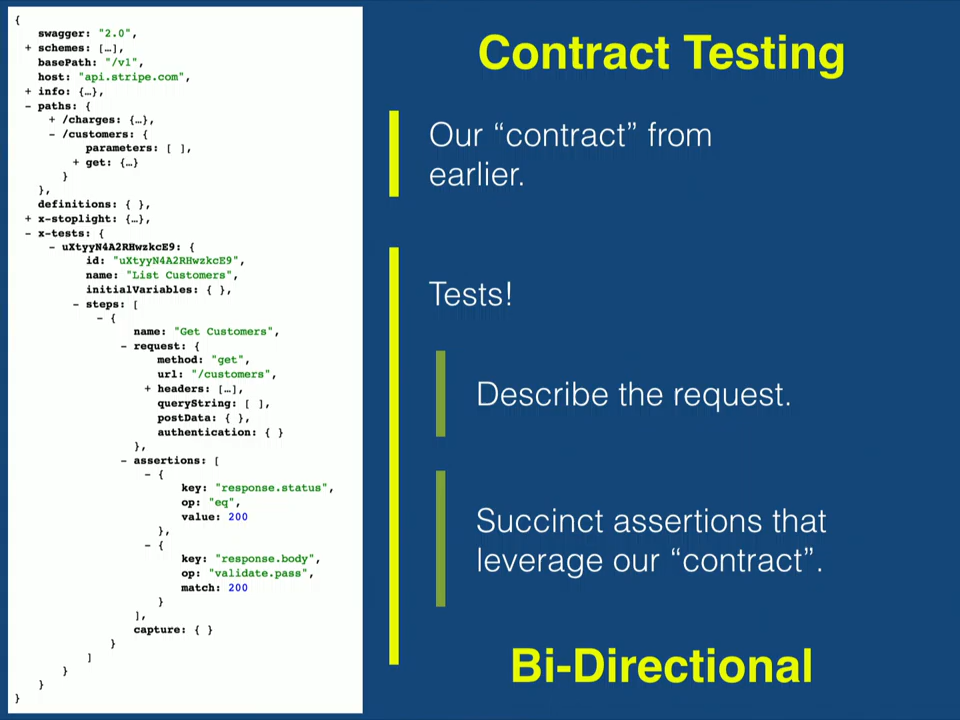 {
swagger: "2.0",
+ schemes: […],
basePath: "/v1",
host: "api.stripe.com",
+ info: {…},
- paths: {
+ /charges: {…},
- /customers: {
parameters: [ ],
+ get: {…}
}
},
definitions: { },
+ x-stoplight: {…},
- x-tests: {
- uXtyyN4A2RHwzkcE9: {
id: "uXtyyN4A2RHwzkcE9",
name: "List Customers",
initialVariables: { },
- steps: [
- {
name: "Get Customers",
- request: {
method: "get",
url: "/customers",
+ headers: […],
queryString: [ ],
postData: { },
authentication: { }
},
- assertions: [
- {
key: "response.status",
op: "eq",
value: 200
},
- {
key: "response.body",
op: "validate.pass",
match: 200
}
],
capture: { }
}
]
}
}
}
Contract Testing
Our “contract” from
earlier.
Tests!
Describe the request.
Succinct assertions that
leverage our “contract”.
Bi-Directional